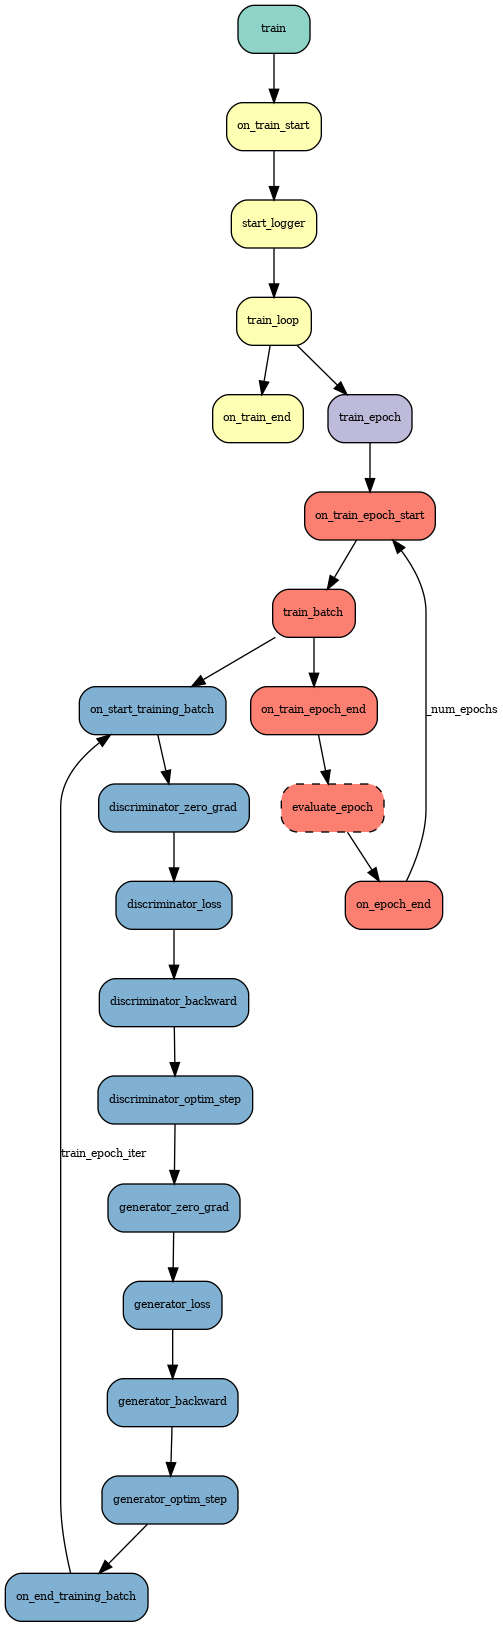 train
on_train_start
start_logger
train_loop
on_train_end
train_epoch
on_train_epoch_start
train_batch
on_start_training_batch
on_train_epoch_end
_num_epochs
discriminator_zero_grad
evaluate_epoch
discriminator_loss
on_epoch_end
discriminator_backward
discriminator_optim_step
train_epoch_iter
generator_zero_grad
generator_loss
generator_backward
generator_optim_step
on_end_training_batch